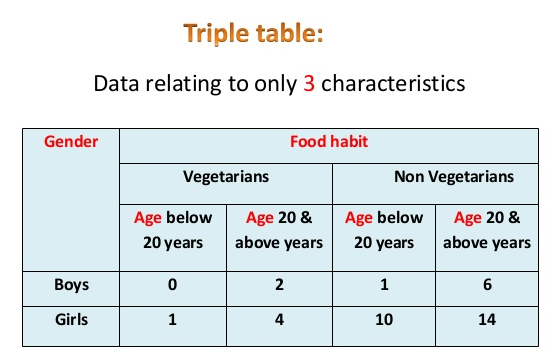 Triple table:
Data relating to only 3 characteristics
Gender Food habit
Vegetarians Non Vegetarians
Age below 20 years Age 20 & above years Age below 20 years Age 20 & above years
Boys 0 2 1 6
Girls 1 4 10 14